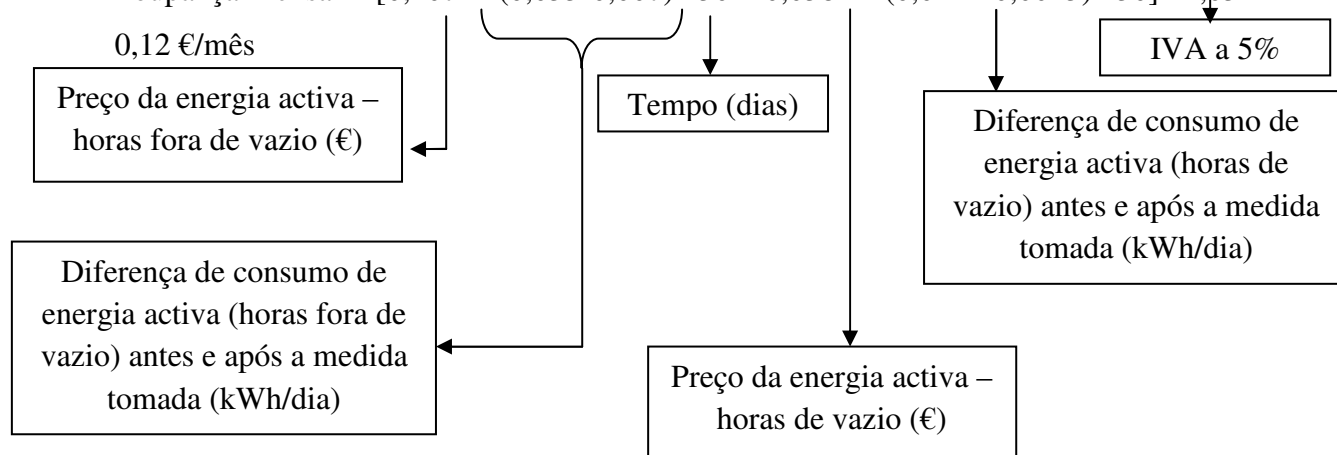 0,12 €/mês
IVA a 5%
Preço da energia activa –
horas fora de vazio (€)
Tempo (dias)
Diferença de consumo de
energia activa (horas de
vazio) antes e após a medida
tomada (kWh/dia)
Diferença de consumo de
energia activa (horas fora de
vazio) antes e após a medida
tomada (kWh/dia)
Preço da energia activa –
horas de vazio (€)